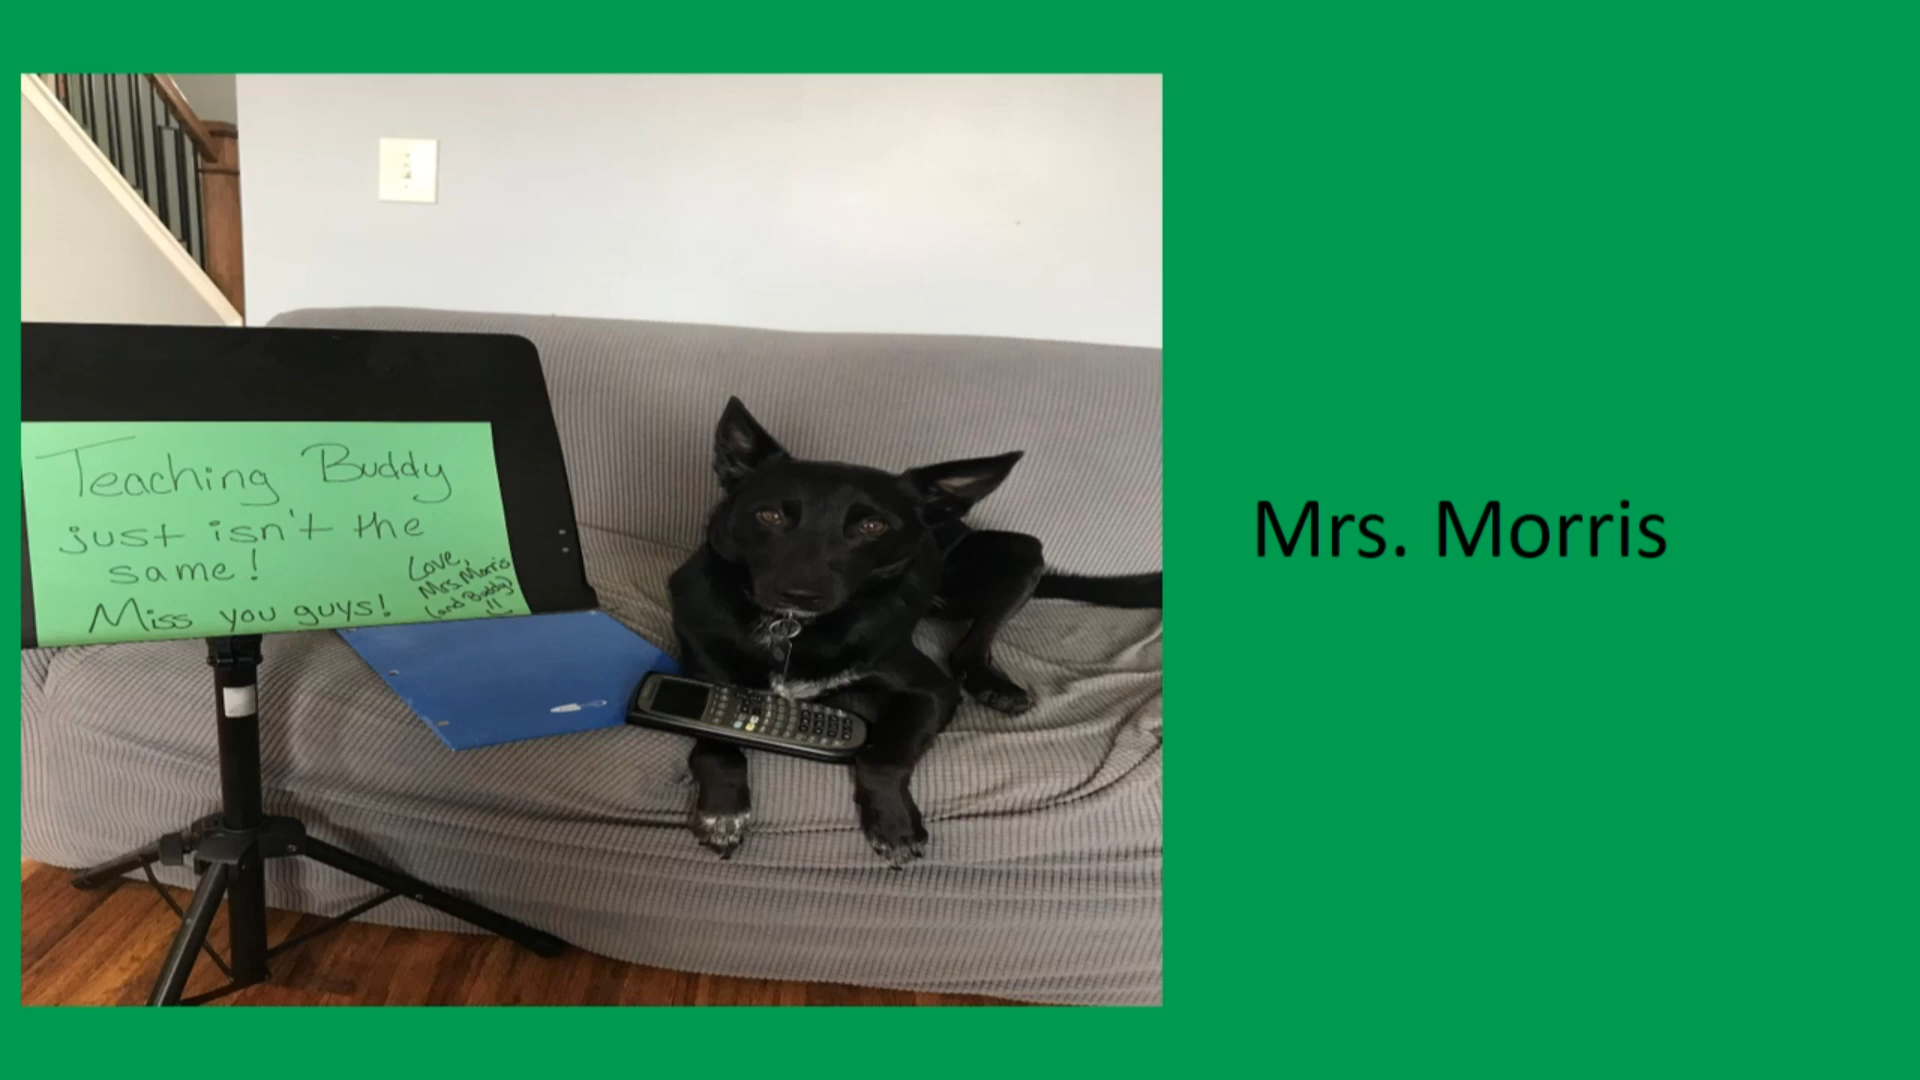 Teaching Buddy
just isn't the
same!
Miss you guys!
Love,
Mrs. Morris
(and Buddy)
Mrs. Morris